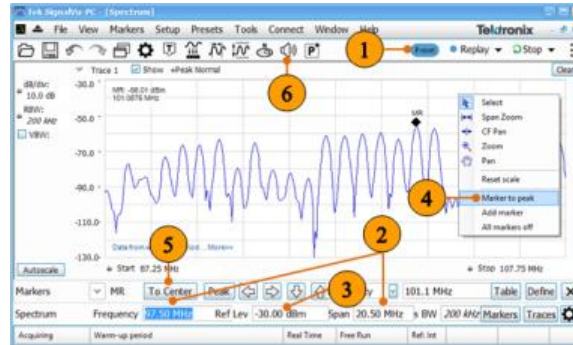 Tek SignalVu-PC - [Spectrum]
File View Markers Setup Presets Tools Connect Window Help Tektronix
1 Preset Replay Stop
6
Trace 1 Show +Peak Normal Clear
dB/div:
10.0 dB
RBW:
200 kHz
VBW:
-30.0
-50.0
-70.0
-90.0
-110.0
-130.0
MR: -58.01 dBm
101.0876 MHz
MR
Select
Span Zoom
CF Pan
Zoom
Pan
Reset scale
4 Marker to peak
Add marker
All markers off
5 2
More>>
Autoscale Start 87.25 MHz Stop 107.75 MHz
Markers MR To Center Peak 3 101.1 MHz Table Define X
Spectrum Frequency 97.50 MHz Ref Lev -30.00 dBm Span 20.50 MHz BW 200 kHz Markers Traces
Acquiring Warm-up period Real Time Free Run Ref: Int